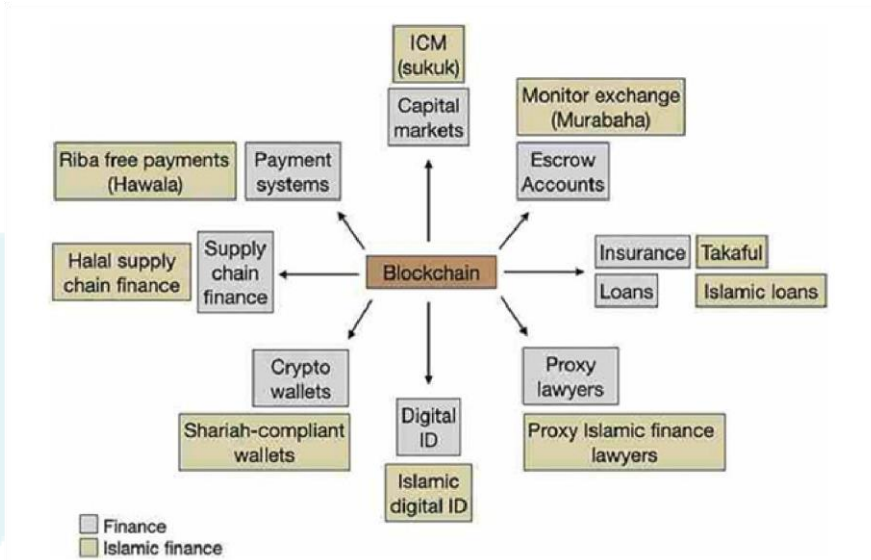 ICM
(sukuk)
Capital
markets
Monitor exchange
(Murabaha)
Escrow
Accounts
Riba free payments
(Hawala)
Payment
systems
Halal supply
chain finance
Supply
chain
finance
Blockchain
Insurance
Takaful
Loans
Islamic loans
Crypto
wallets
Shariah-compliant
wallets
Digital
ID
Islamic
digital ID
Proxy
lawyers
Proxy Islamic finance
lawyers
Finance
Islamic finance